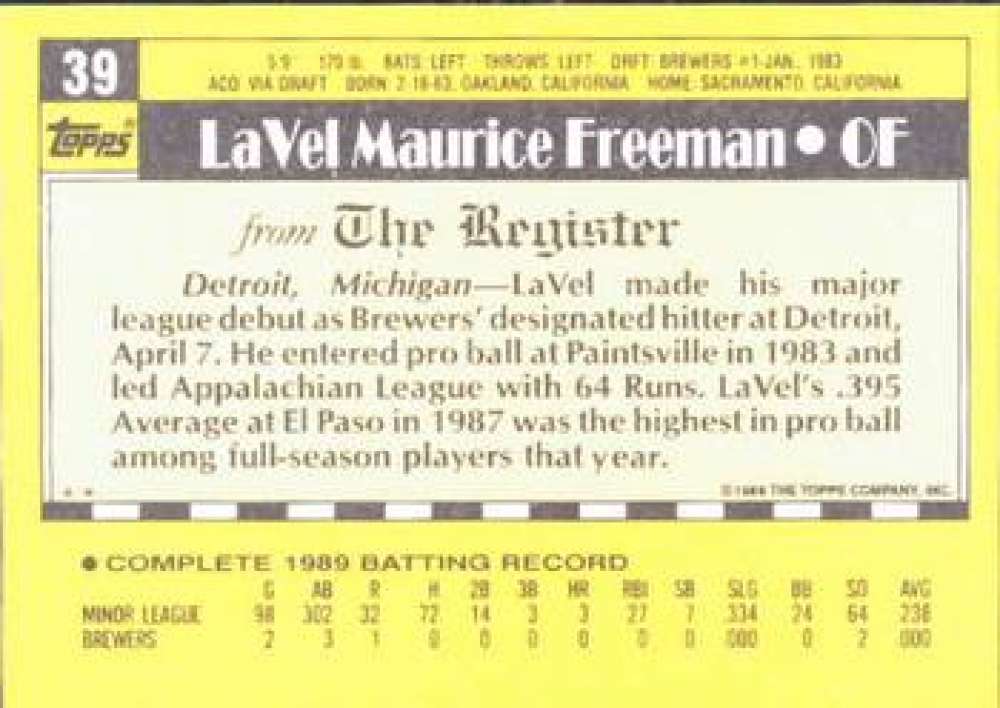 39
5'9" 170 lb. BATS LEFT THROWS LEFT DRFT BREWERS #1-JAN. 1983
ACQ VIA DRAFT BORN 2-18-63, OAKLAND, CALIFORNIA HOME SACRAMENTO, CALIFORNIA
TOPPS®
LaVel Maurice Freeman • OF
from The Register
Detroit, Michigan—LaVel made his major
league debut as Brewers' designated hitter at Detroit,
April 7. He entered pro ball at Paintsville in 1983 and
led Appalachian League with 64 Runs. LaVel's .395
Average at El Paso in 1987 was the highest in pro ball
among full-season players that year.
* * © 1989 THE TOPPS COMPANY, INC.
• COMPLETE 1989 BATTING RECORD
G AB R H 2B 3B HR RBI SB SLG BB SO AVG
MINOR LEAGUE 98 302 32 72 14 3 3 27 7 .334 24 64 .238
BREWERS 2 3 1 0 0 0 0 0 0 .000 0 2 .000